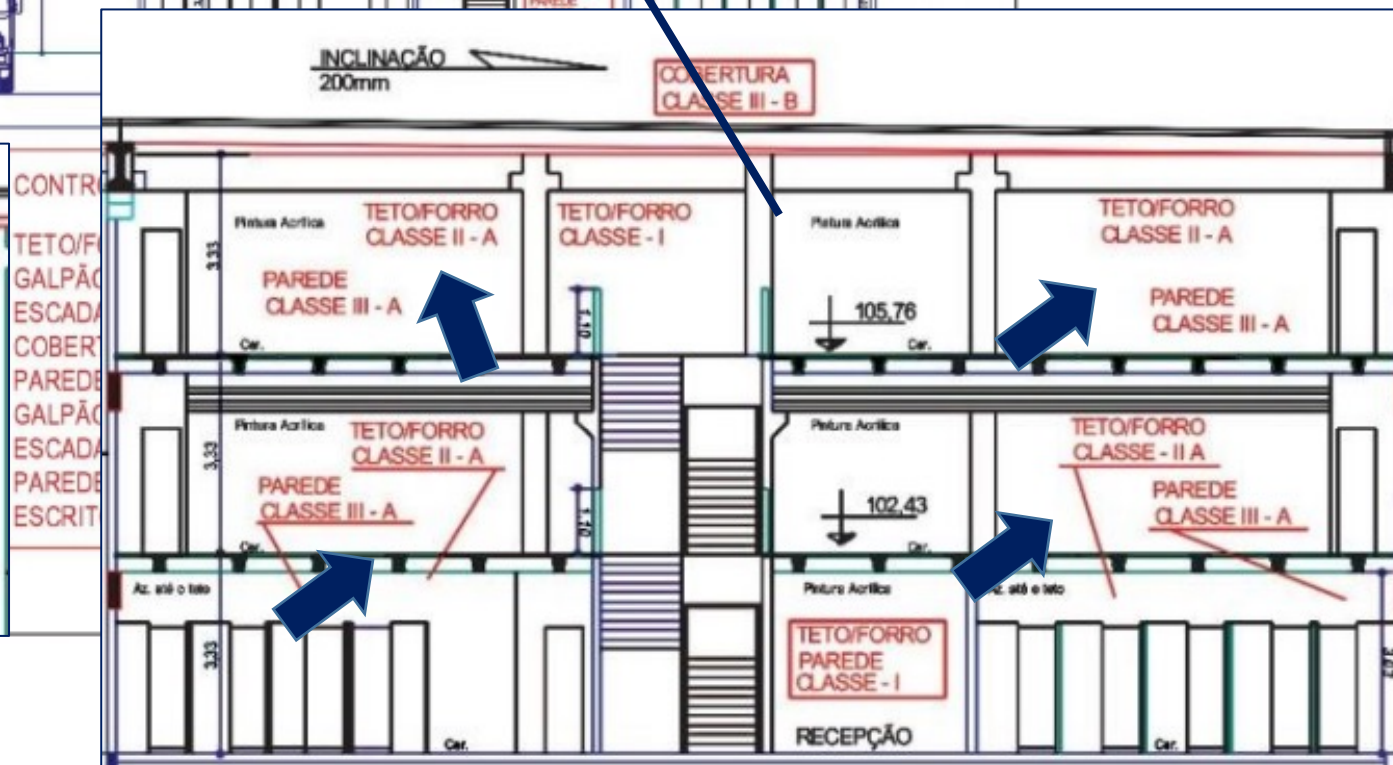 PAREDE
INCLINAÇÃO
200mm
COBERTURA
CLASSE III - B
CONTR
TETO/F
GALPÃO
ESCADA
COBERT
PAREDE
GALPÃO
ESCADA
PAREDE
ESCRIT
Pintura Acrílica
TETO/FORRO
CLASSE II - A
PAREDE
CLASSE III - A
3,33
Cer.
TETO/FORRO
CLASSE - I
1.10
Pintura Acrílica
105,76
Cer.
TETO/FORRO
CLASSE II - A
PAREDE
CLASSE III - A
Pintura Acrílica
TETO/FORRO
CLASSE II - A
PAREDE
CLASSE III - A
3,33
Cer.
1.10
Pintura Acrílica
102,43
Cer.
TETO/FORRO
CLASSE - II A
PAREDE
CLASSE III - A
Az. até o teto
3,33
Cer.
Pintura Acrílica
TETO/FORRO
PAREDE
CLASSE - I
RECEPÇÃO
até o teto
Cer.